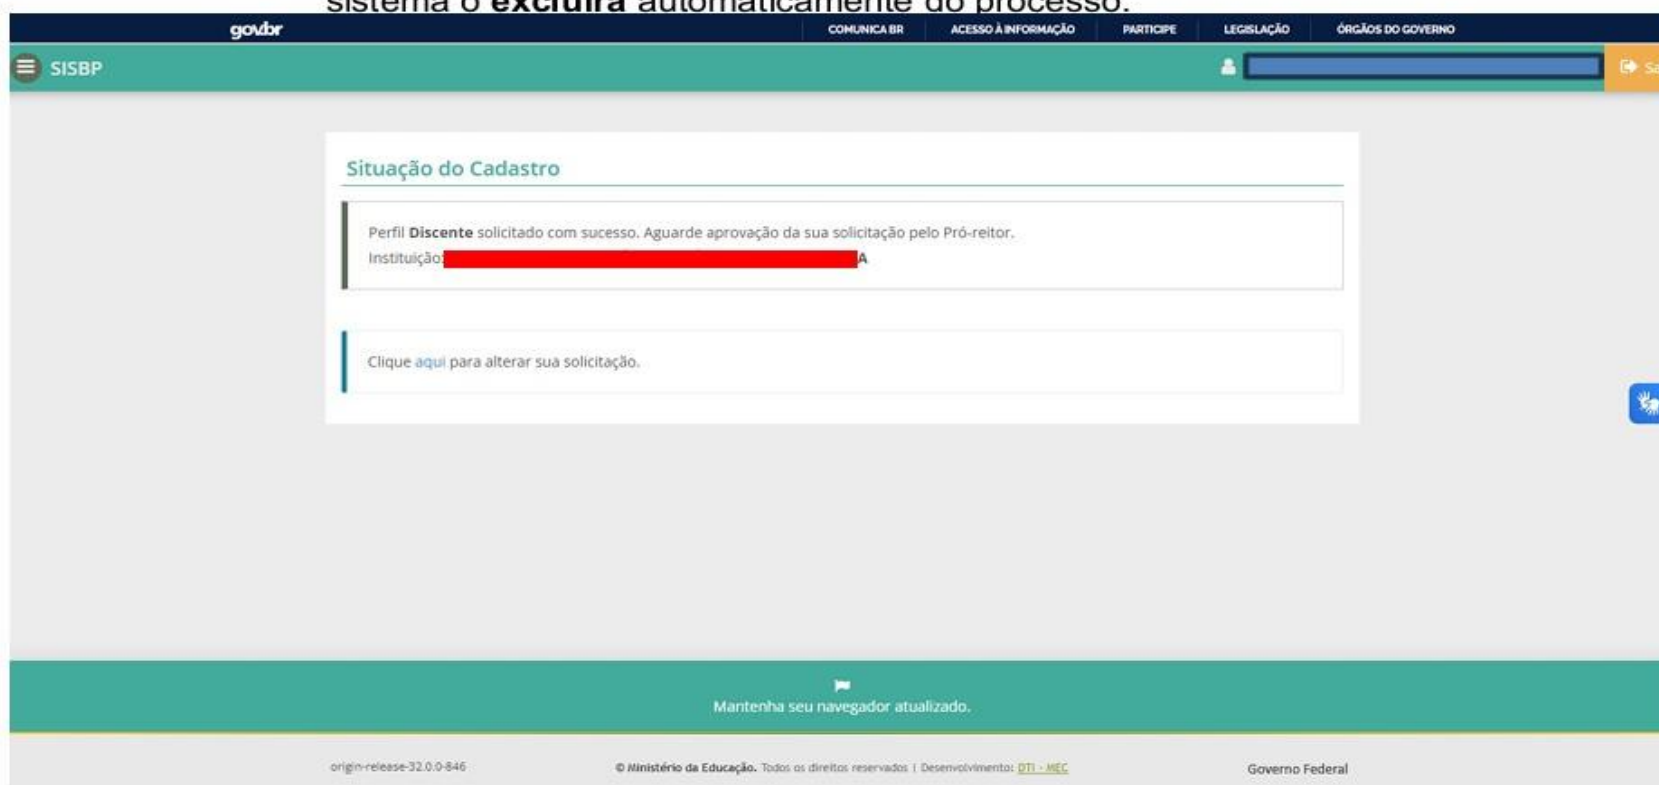 sistema o excluirá automaticamente do processo.
gov.br
COMUNICA BR
ACESSO À INFORMAÇÃO
PARTICIPE
LEGISLAÇÃO
ÓRGÃOS DO GOVERNO
SISBP
Situação do Cadastro
Perfil Discente solicitado com sucesso. Aguarde aprovação da sua solicitação pelo Pró-reitor.
Instituição: A
Clique aqui para alterar sua solicitação.
Mantenha seu navegador atualizado.
origin-release-32.0.0-846
© Ministério da Educação. Todos os direitos reservados | Desenvolvimento: DTI - MEC
Governo Federal